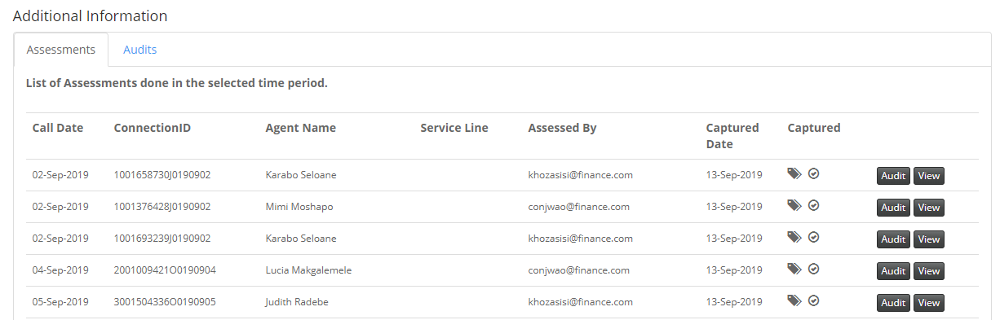 Additional Information
Assessments Audits
List of Assessments done in the selected time period.
Call Date ConnectionID Agent Name Service Line Assessed By Captured Date Captured
02-Sep-2019 1001658730J0190902 Karabo Seloane khozasisi@finance.com 13-Sep-2019 Audit View
02-Sep-2019 1001376428J0190902 Mimi Moshapo conjwao@finance.com 13-Sep-2019 Audit View
02-Sep-2019 1001693239J0190902 Karabo Seloane khozasisi@finance.com 13-Sep-2019 Audit View
04-Sep-2019 2001009421O0190904 Lucia Makgalemele conjwao@finance.com 13-Sep-2019 Audit View
05-Sep-2019 3001504336O0190905 Judith Radebe khozasisi@finance.com 13-Sep-2019 Audit View